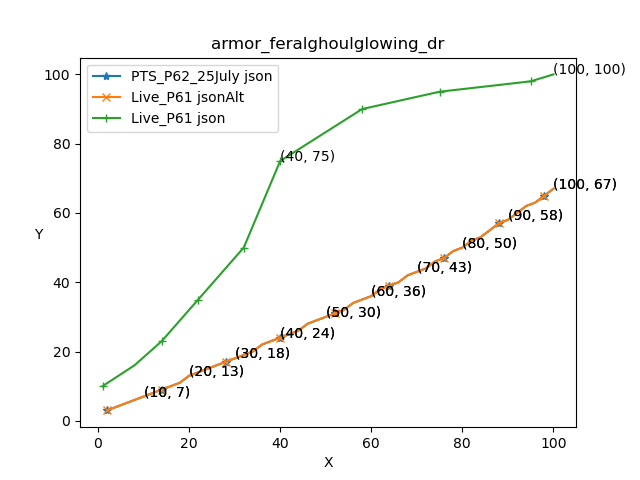 armor_feralghoulglowing_dr
PTS_P62_25July json
Live_P61 jsonAlt
Live_P61 json
(100, 100)
(40, 75)
(100, 67)
(90, 58)
(80, 50)
(70, 43)
(60, 36)
(50, 30)
(40, 24)
(30, 18)
(20, 13)
(10, 7)
Y
100
80
60
40
20
0
0 20 40 60 80 100
X